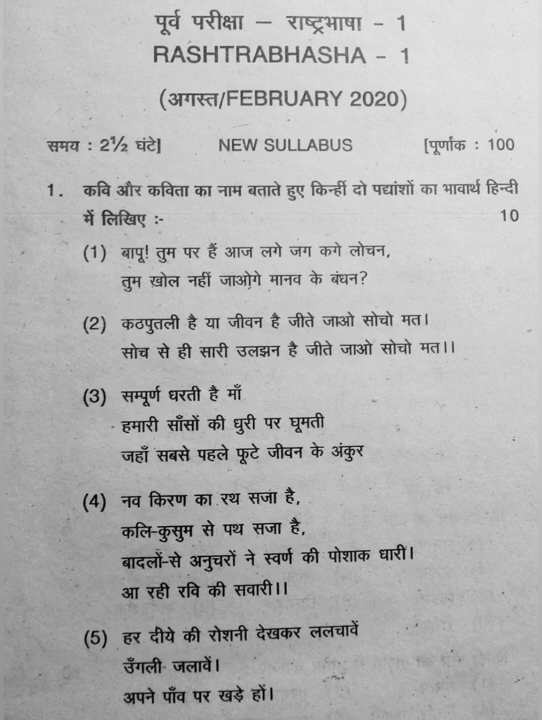 पूर्व परीक्षा – राष्ट्रभाषा - 1
RASHTRABHASHA - 1
(अगस्त/FEBRUARY 2020)
समय : 2½ घंटे] NEW SULLABUS [पूर्णांक : 100
1. कवि और कविता का नाम बताते हुए किन्हीं दो पद्यांशों का भावार्थ हिन्दी
में लिखिए :- 10
(1) बापू! तुम पर हैं आज लगे जग कगे लोचन,
तुम खोल नहीं जाओगे मानव के बंधन?
(2) कठपुतली है या जीवन है जीते जाओ सोचो मत।
सोच से ही सारी उलझन है जीते जाओ सोचो मत।।
(3) सम्पूर्ण धरती है माँ
हमारी साँसों की धुरी पर घूमती
जहाँ सबसे पहले फूटे जीवन के अंकुर
(4) नव किरण का रथ सजा है,
कलि-कुसुम से पथ सजा है,
बादलों-से अनुचरों ने स्वर्ण की पोशाक धारी।
आ रही रवि की सवारी।।
(5) हर दीये की रोशनी देखकर ललचावें
उँगली जलावें।
अपने पाँव पर खड़े हों।